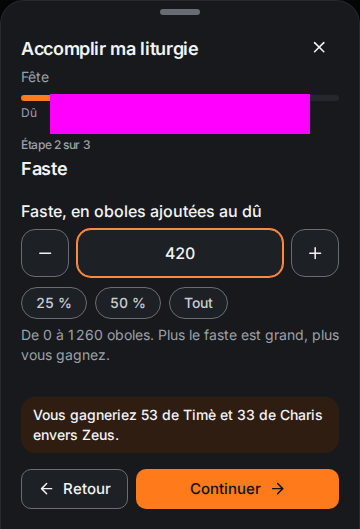 Accomplir ma liturgie
Fête
Dû
Étape 2 sur 3
Faste
Faste, en oboles ajoutées au dû
420
25 %
50 %
Tout
De 0 à 1260 oboles. Plus le faste est grand, plus
vous gagnez.
Vous gagneriez 53 de Timè et 33 de Charis
envers Zeus.
Retour
Continuer